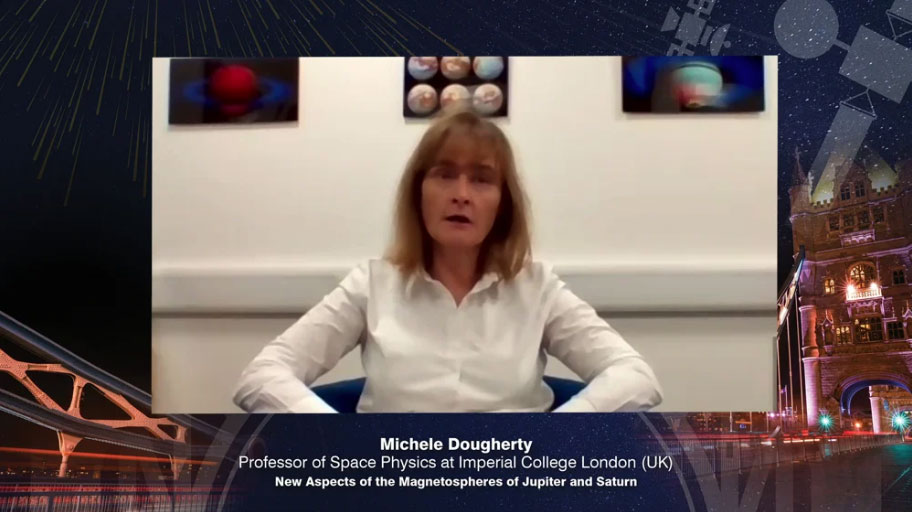 Michele Dougherty
Professor of Space Physics at Imperial College London (UK)
New Aspects of the Magnetospheres of Jupiter and Saturn